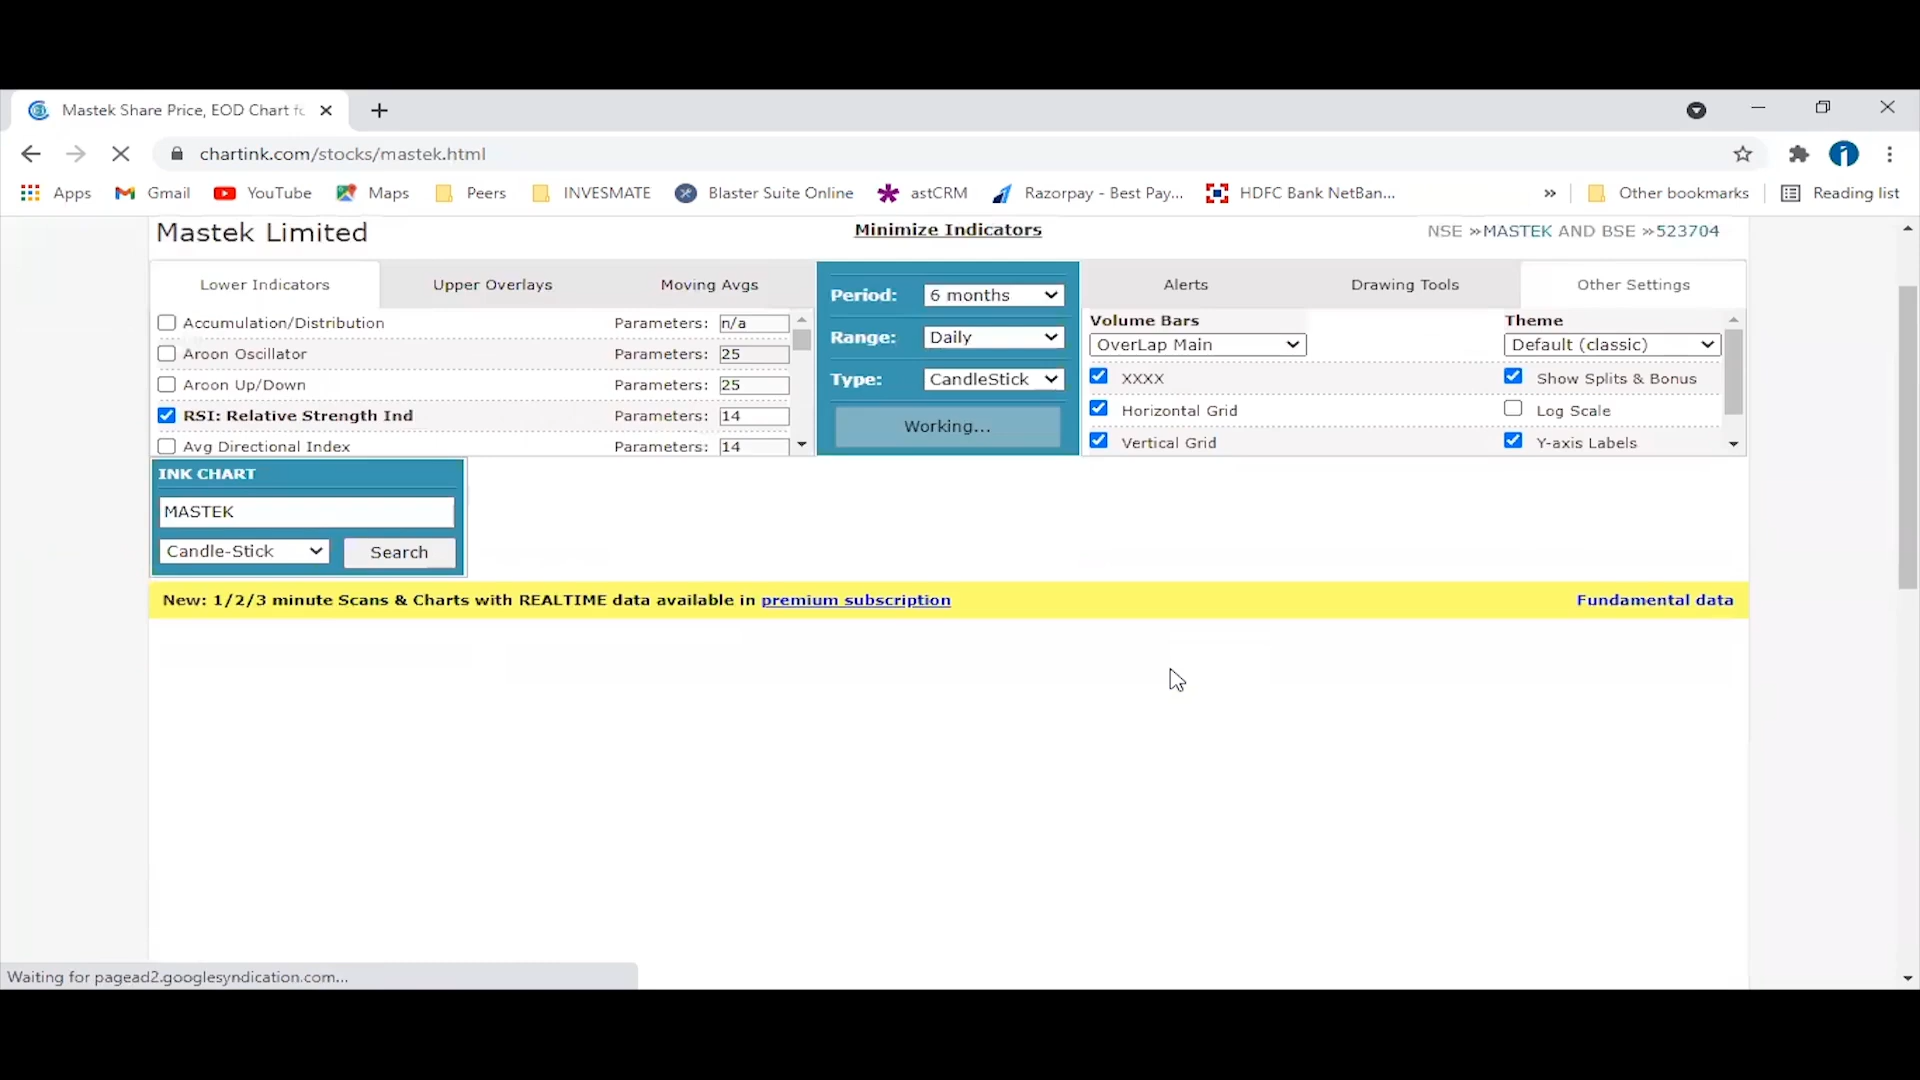 Mastek Share Price, EOD Chart fo
chartink.com/stocks/mastek.html
Apps Gmail YouTube Maps Peers INVESMATE Blaster Suite Online astCRM Razorpay - Best Pay... HDFC Bank NetBan... » Other bookmarks Reading list
Mastek Limited Minimize Indicators NSE »MASTEK AND BSE »523704
Lower Indicators Upper Overlays Moving Avgs Period: 6 months Alerts Drawing Tools Other Settings
Accumulation/Distribution Parameters: n/a Volume Bars Theme
Range: Daily OverLap Main Default (classic)
Aroon Oscillator Parameters: 25
Aroon Up/Down Parameters: 25 Type: CandleStick XXXX Show Splits & Bonus
RSI: Relative Strength Ind Parameters: 14 Working... Horizontal Grid Log Scale
Avg Directional Index Parameters: 14 Vertical Grid Y-axis Labels
INK CHART
MASTEK
Candle-Stick Search
New: 1/2/3 minute Scans & Charts with REALTIME data available in premium subscription Fundamental data
Waiting for pagead2.googlesyndication.com...